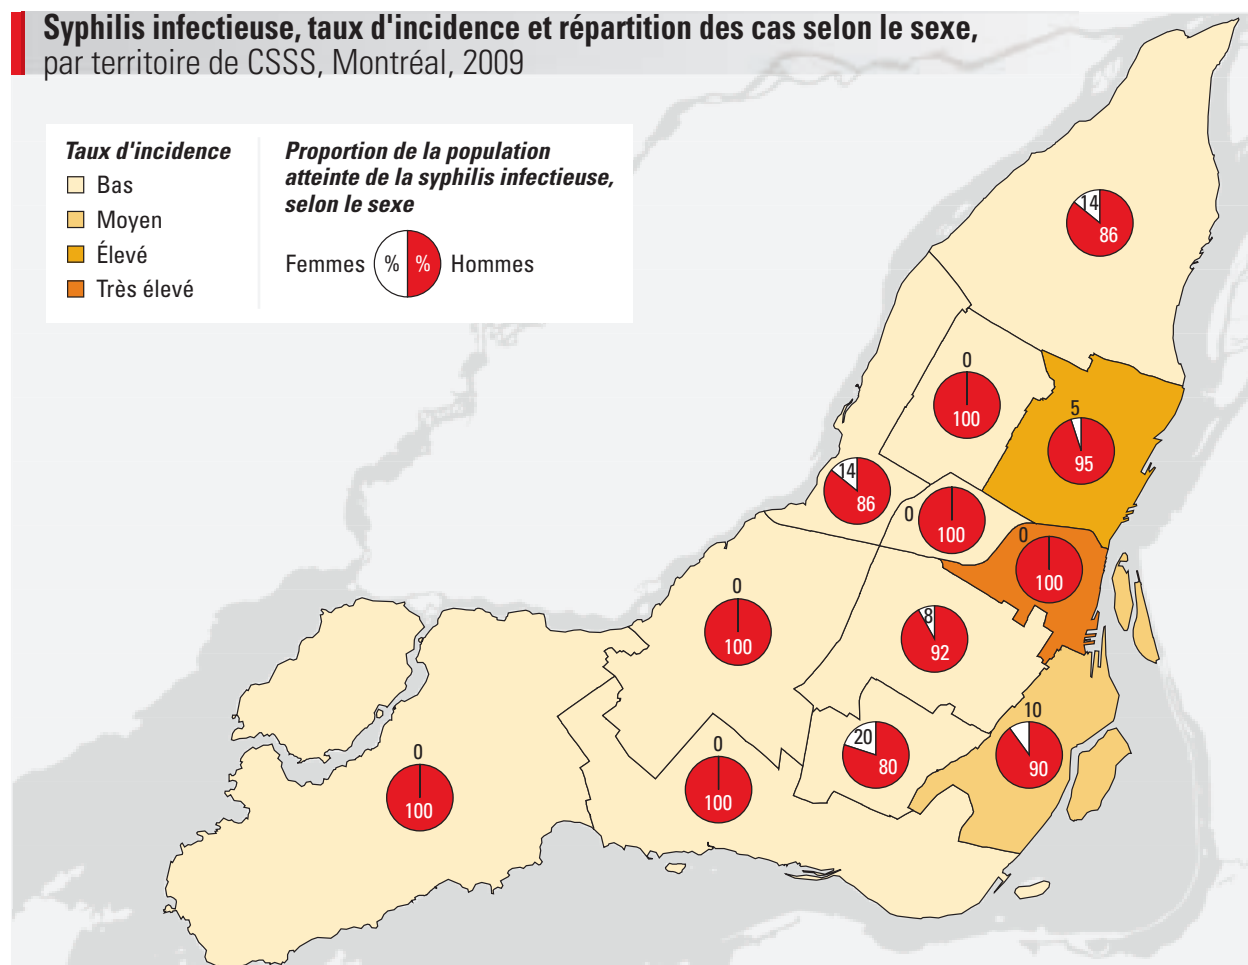 Syphilis infectieuse, taux d'incidence et répartition des cas selon le sexe,
par territoire de CSSS, Montréal, 2009
Taux d'incidence
Bas
Moyen
Élevé
Très élevé
Proportion de la population
atteinte de la syphilis infectieuse,
selon le sexe
Femmes % % Hommes
14
86
0
100
5
95
14
86
0
100
0
100
0
100
8
92
10
90
20
80
0
100
0
100